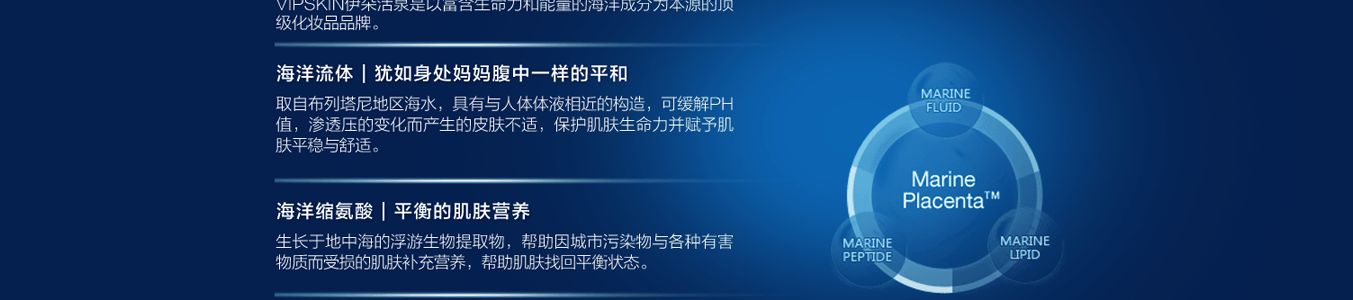 VIPSKIN伊朵活泉是以富含生命力和能量的海洋成分为本源的顶
级化妆品品牌。
海洋流体｜犹如身处妈妈腹中一样的平和
取自布列塔尼地区海水，具有与人体体液相近的构造，可缓解PH
值，渗透压的变化而产生的皮肤不适，保护肌肤生命力并赋予肌
肤平稳与舒适。
海洋缩氨酸｜平衡的肌肤营养
生长于地中海的浮游生物提取物，帮助因城市污染物与各种有害
物质而受损的肌肤补充营养，帮助肌肤找回平衡状态。
MARINE
FLUID
Marine
Placenta™
MARINE
PEPTIDE
MARINE
LIPID